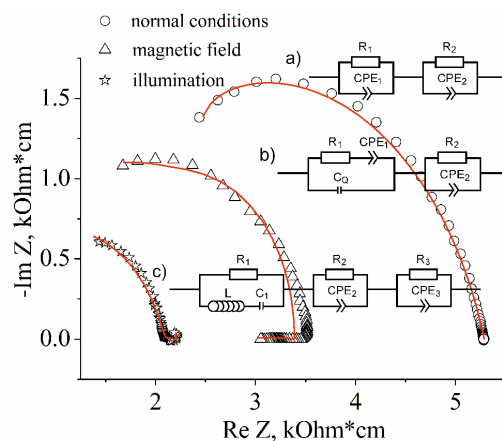 normal conditions
magnetic field
illumination
a)
R1
CPE1
R2
CPE2
b)
R1
CPE1
CQ
R2
CPE2
c)
R1
L
C1
R2
CPE2
R3
CPE3
-Im Z, kOhm*cm
1.5
1.0
0.5
0.0
2
3
4
5
Re Z, kOhm*cm